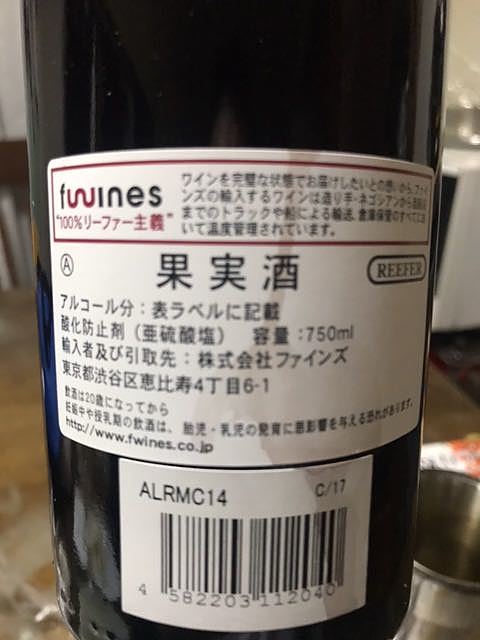 fwines
"100%リーファー主義"
ワインを完璧な状態でお届けしたいとの想いから、ファイ
ンズの輸入するワインは造り手・ネゴシアンから
までのトラックや船による輸送、倉庫保管のすべてにお
いて温度管理されています。
Ⓐ 果実酒 REEFER
アルコール分：表ラベルに記載
酸化防止剤（亜硫酸塩） 容量：750ml
輸入者及び引取先：株式会社ファインズ
東京都渋谷区恵比寿4丁目6-1
飲酒は20歳になってから
妊娠中や授乳期の飲酒は、胎児・乳児の発育に悪影響を与える恐れがあります。
http://www.fwines.co.jp
ALRMC14 C/17
4 582203 112040